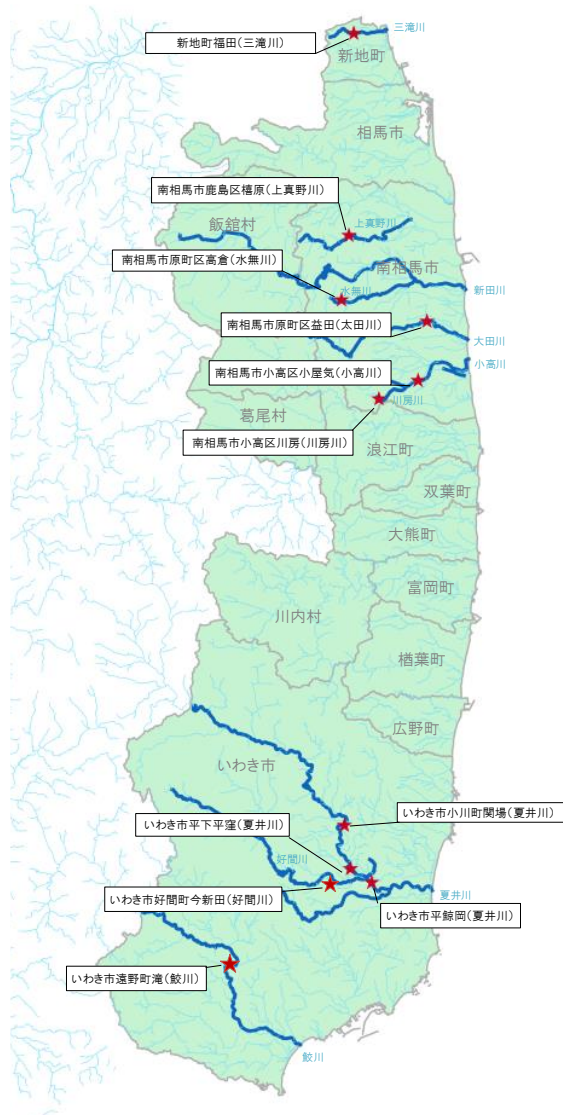 三滝川
新地町福田(三滝川)
新地町
相馬市
南相馬市鹿島区橲原(上真野川)
飯舘村
上真野川
南相馬市原町区高倉(水無川)
南相馬市
水無川
新田川
南相馬市原町区益田(太田川)
太田川
小高川
南相馬市小高区小屋気(小高川)
葛尾村
川房川
南相馬市小高区川房(川房川)
浪江町
双葉町
大熊町
富岡町
川内村
楢葉町
広野町
いわき市
いわき市小川町関場(夏井川)
いわき市平下平窪(夏井川)
好間川
いわき市好間町今新田(好間川)
夏井川
いわき市平鯨岡(夏井川)
いわき市遠野町滝(鮫川)
鮫川